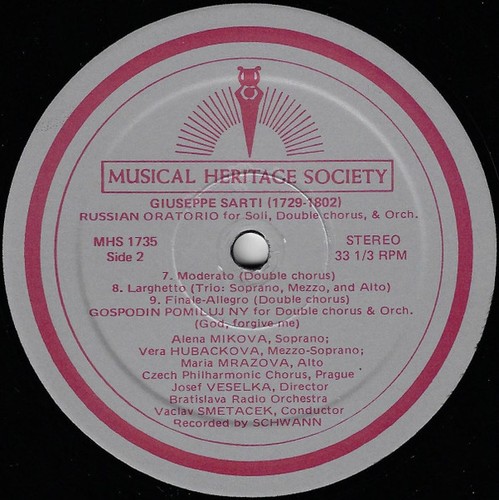 MUSICAL HERITAGE SOCIETY
GIUSEPPE SARTI (1729-1802)
RUSSIAN ORATORIO for Soli, Double chorus, & Orch.
MHS 1735
Side 2
STEREO
33 1/3 RPM
7. Moderato (Double chorus)
8. Larghetto (Trio: Soprano, Mezzo, and Alto)
9. Finale-Allegro (Double chorus)
GOSPODIN POMILUJ NY for Double chorus & Orch.
(God, forgive me)
Alena MIKOVA, Soprano;
Vera HUBACKOVA, Mezzo-Soprano;
Maria MRAZOVA, Alto
Czech Philharmonic Chorus, Prague
Josef VESELKA, Director
Bratislava Radio Orchestra
Vaclav SMETACEK, Conductor
Recorded by SCHWANN